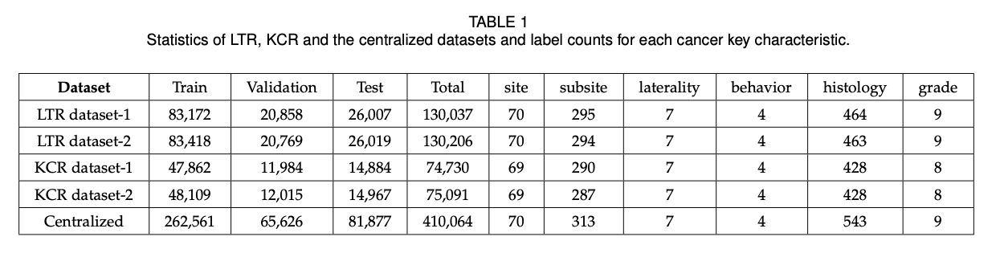 TABLE 1
Statistics of LTR, KCR and the centralized datasets and label counts for each cancer key characteristic.
Dataset Train Validation Test Total site subsite laterality behavior histology grade
LTR dataset-1 83,172 20,858 26,007 130,037 70 295 7 4 464 9
LTR dataset-2 83,418 20,769 26,019 130,206 70 294 7 4 463 9
KCR dataset-1 47,862 11,984 14,884 74,730 69 290 7 4 428 8
KCR dataset-2 48,109 12,015 14,967 75,091 69 287 7 4 428 8
Centralized 262,561 65,626 81,877 410,064 70 313 7 4 543 9